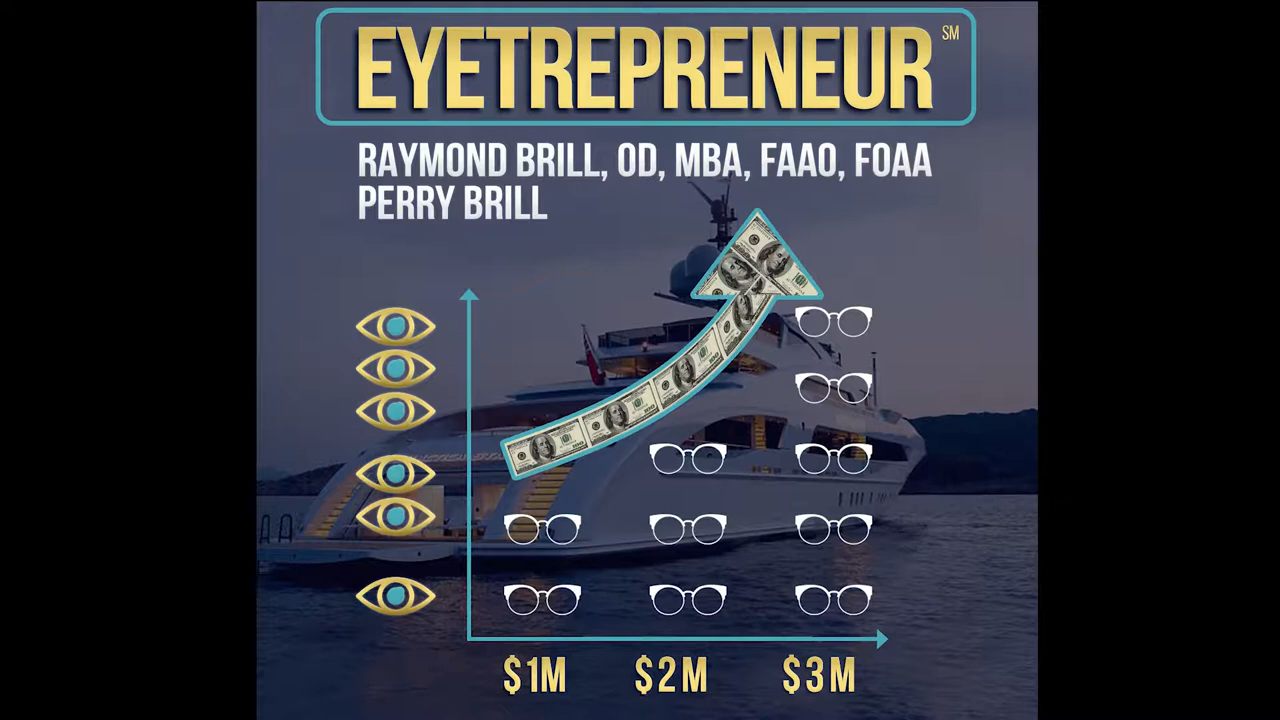 EYETREPRENEUR SM
RAYMOND BRILL, OD, MBA, FAAO, FOAA
PERRY BRILL
$1M $2M $3M